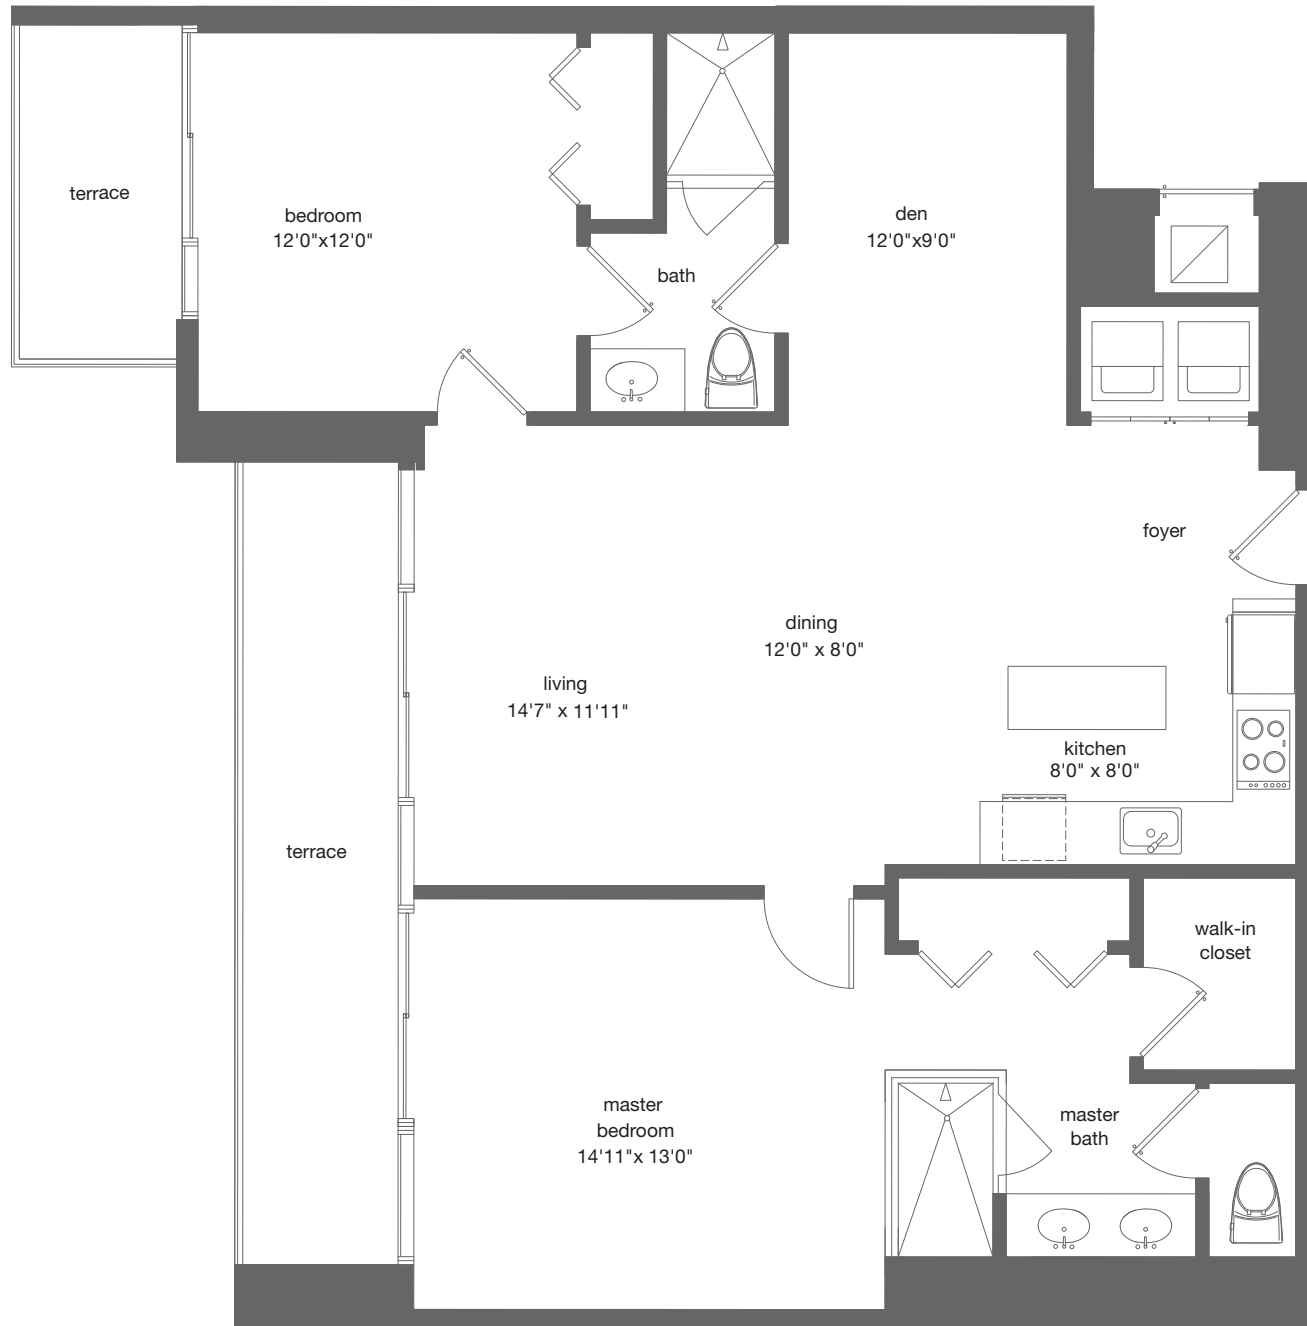 terrace
bedroom
12'0"x12'0"
bath
den
12'0"x9'0"
foyer
dining
12'0" x 8'0"
living
14'7" x 11'11"
kitchen
8'0" x 8'0"
terrace
walk-in
closet
master
bedroom
14'11"x 13'0"
master
bath